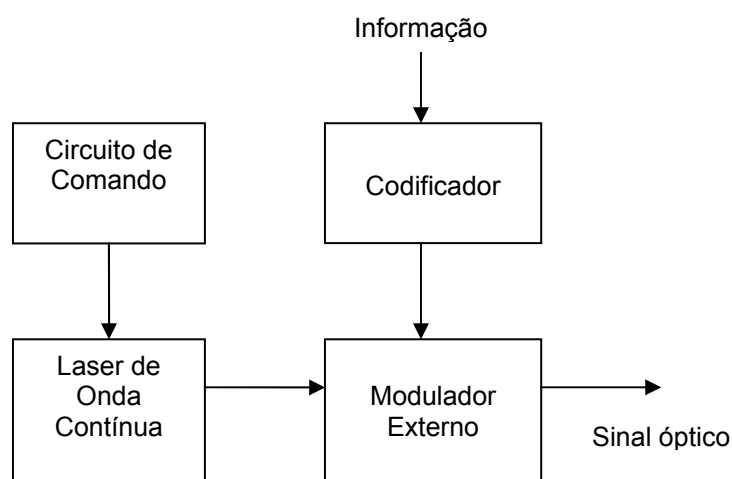 Informação
Circuito de
Comando
Codificador
Laser de
Onda
Contínua
Modulador
Externo
Sinal óptico